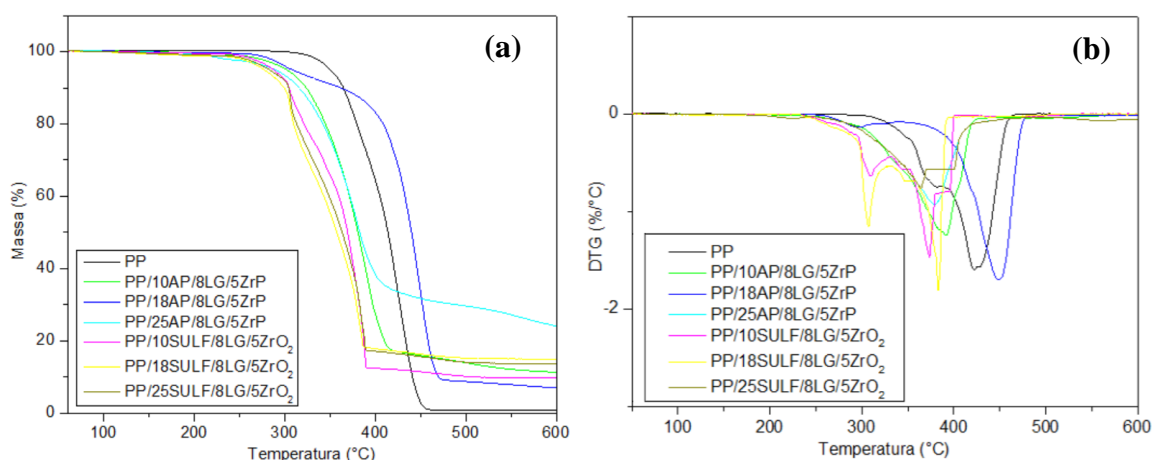 (a)
100
80
60
40
20
0
Massa (%)
PP
PP/10AP/8LG/5ZrP
PP/18AP/8LG/5ZrP
PP/25AP/8LG/5ZrP
PP/10SULF/8LG/5ZrO₂
PP/18SULF/8LG/5ZrO₂
PP/25SULF/8LG/5ZrO₂
100 200 300 400 500 600
Temperatura (°C)
(b)
0
-2
DTG (%/°C)
PP
PP/10AP/8LG/5ZrP
PP/18AP/8LG/5ZrP
PP/25AP/8LG/5ZrP
PP/10SULF/8LG/5ZrO₂
PP/18SULF/8LG/5ZrO₂
PP/25SULF/8LG/5ZrO₂
100 200 300 400 500 600
Temperatura (°C)